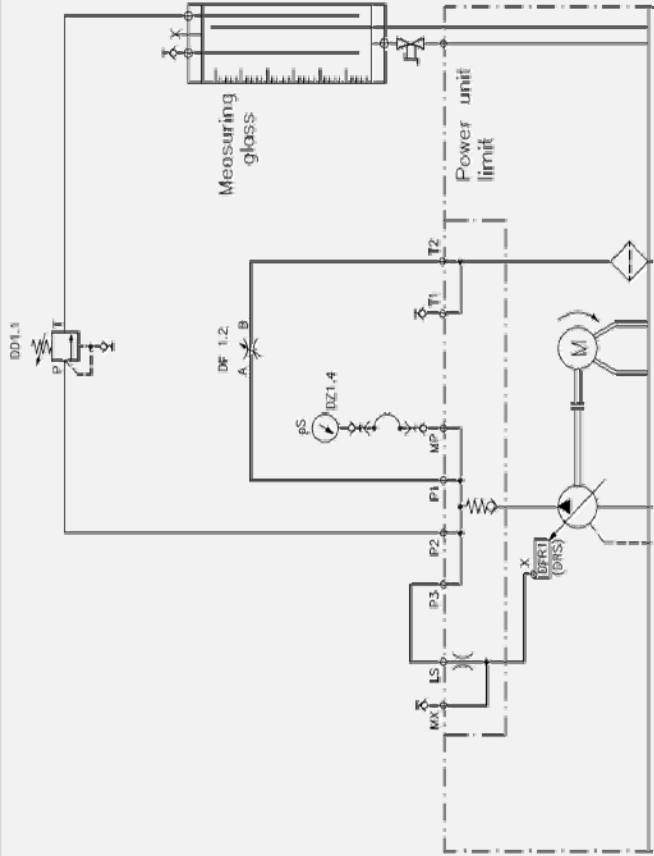 Measuring
glass
Power unit
limit
DD1.1
P
T
T2
T1
DF 1.2
A
B
M
pS
DZ1.4
MP
P1
P2
P3
X
DFR1
(DRS)
LS
MX
X